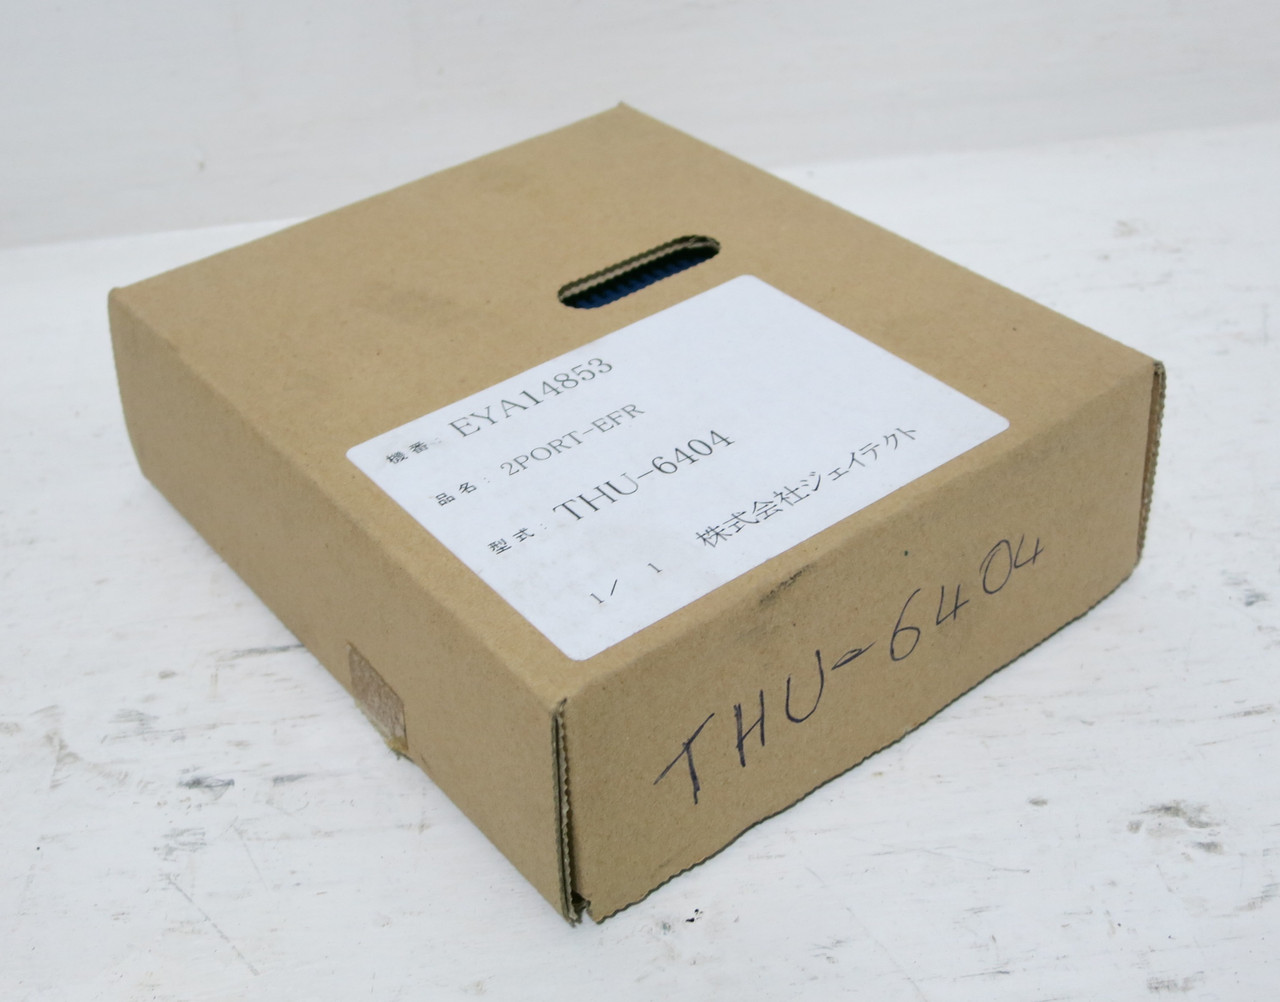 機番: EYA14853
品名: 2PORT-EFR
型式: THU-6404
1/ 1 株式会社ジェイテクト
THU-6404